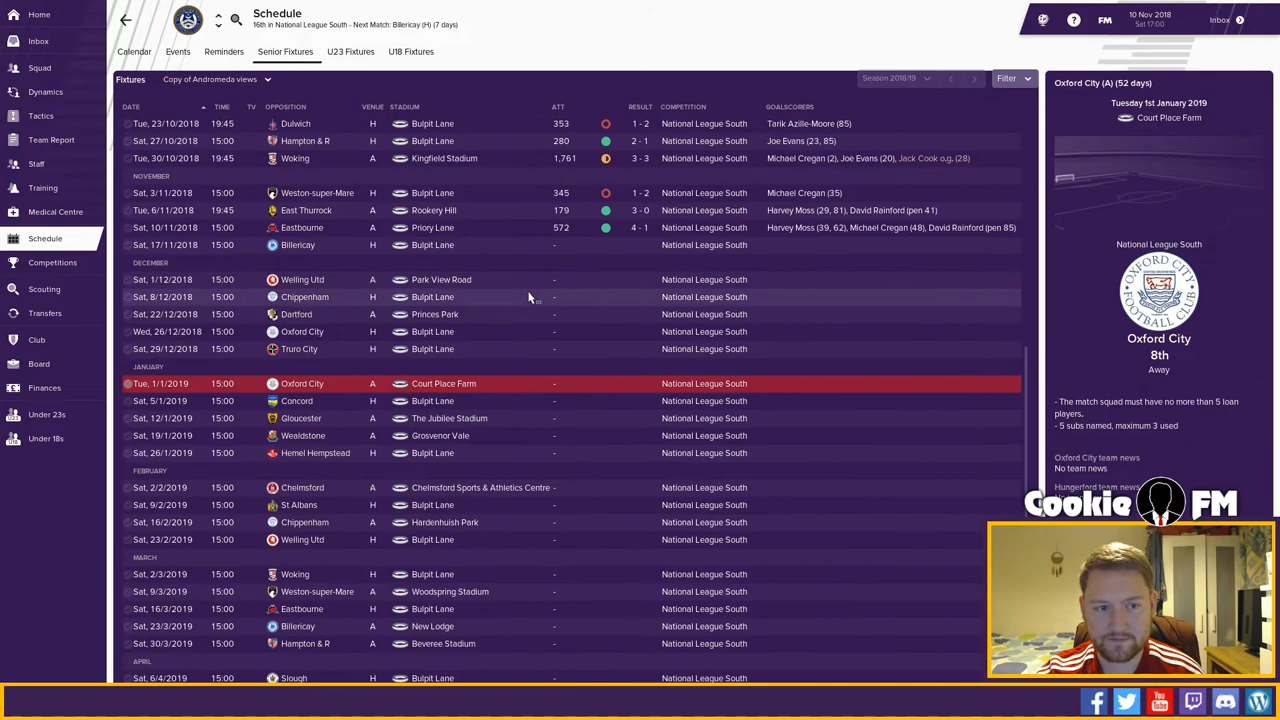 Home
Inbox
Squad
Dynamics
Tactics
Team Report
Staff
Training
Medical Centre
Schedule
Competitions
Scouting
Transfers
Club
Board
Finances
Under 23s
Under 18s
Schedule
16th in National League South - Next Match: Billericay (H) (7 days)
FM
10 Nov 2018
Sat 17:00
Inbox
Calendar Events Reminders Senior Fixtures U23 Fixtures U18 Fixtures
Fixtures Copy of Andromeda views Season 2018/19 Filter
DATE TIME TV OPPOSITION VENUE STADIUM ATT RESULT COMPETITION GOALSCORERS
Tue, 23/10/2018 19:45 Dulwich H Bulpit Lane 353 1 - 2 National League South Tarik Azille-Moore (85)
Sat, 27/10/2018 15:00 Hampton & R H Bulpit Lane 280 2 - 1 National League South Joe Evans (23, 85)
Tue, 30/10/2018 19:45 Woking A Kingfield Stadium 1,761 3 - 3 National League South Michael Cregan (2), Joe Evans (20), Jack Cook o.g. (28)
NOVEMBER
Sat, 3/11/2018 15:00 Weston-super-Mare H Bulpit Lane 345 1 - 2 National League South Michael Cregan (35)
Tue, 6/11/2018 19:45 East Thurrock A Rookery Hill 179 3 - 0 National League South Harvey Moss (29, 81), David Rainford (pen 41)
Sat, 10/11/2018 15:00 Eastbourne A Priory Lane 572 4 - 1 National League South Harvey Moss (39, 62), Michael Cregan (48), David Rainford (pen 85)
Sat, 17/11/2018 15:00 Billericay H Bulpit Lane - National League South
DECEMBER
Sat, 1/12/2018 15:00 Welling Utd A Park View Road - National League South
Sat, 8/12/2018 15:00 Chippenham H Bulpit Lane - National League South
Sat, 22/12/2018 15:00 Dartford A Princes Park - National League South
Wed, 26/12/2018 15:00 Oxford City H Bulpit Lane - National League South
Sat, 29/12/2018 15:00 Truro City H Bulpit Lane - National League South
JANUARY
Tue, 1/1/2019 15:00 Oxford City A Court Place Farm - National League South
Sat, 5/1/2019 15:00 Concord H Bulpit Lane - National League South
Sat, 12/1/2019 15:00 Gloucester A The Jubilee Stadium - National League South
Sat, 19/1/2019 15:00 Wealdstone A Grosvenor Vale - National League South
Sat, 26/1/2019 15:00 Hemel Hempstead H Bulpit Lane - National League South
FEBRUARY
Sat, 2/2/2019 15:00 Chelmsford A Chelmsford Sports & Athletics Centre - National League South
Sat, 9/2/2019 15:00 St Albans H Bulpit Lane - National League South
Sat, 16/2/2019 15:00 Chippenham A Hardenhuish Park - National League South
Sat, 23/2/2019 15:00 Welling Utd H Bulpit Lane - National League South
MARCH
Sat, 2/3/2019 15:00 Woking H Bulpit Lane - National League South
Sat, 9/3/2019 15:00 Weston-super-Mare A Woodspring Stadium - National League South
Sat, 16/3/2019 15:00 Eastbourne H Bulpit Lane - National League South
Sat, 23/3/2019 15:00 Billericay A New Lodge - National League South
Sat, 30/3/2019 15:00 Hampton & R A Beveree Stadium - National League South
APRIL
Sat, 6/4/2019 15:00 Slough H Bulpit Lane - National League South
Oxford City (A) (52 days)
Tuesday 1st January 2019
Court Place Farm
National League South
OXFORD CITY
FOOTBALL CLUB
Oxford City
8th
Away
- The match squad must have no more than 5 loan
players.
- 5 subs named, maximum 3 used
Oxford City team news
No team news
Hungerford team news
Cookie FM
You
Tube